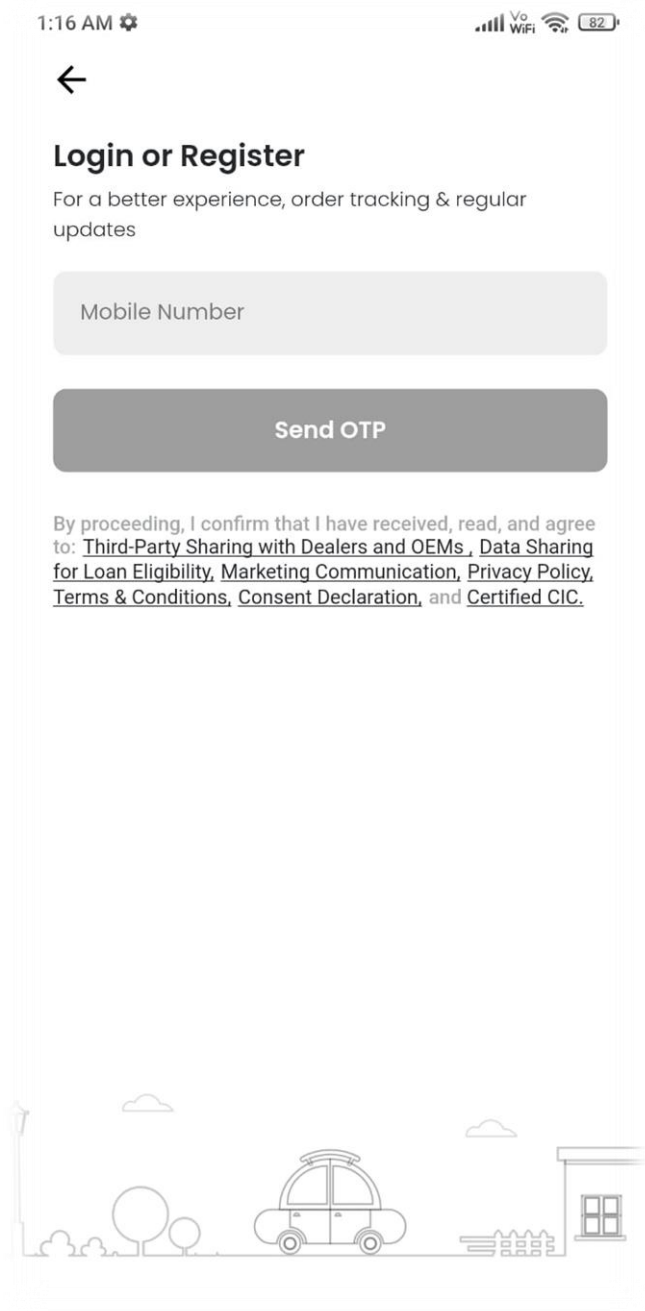 1:16 AM
Vo
WiFi
82
Login or Register
For a better experience, order tracking & regular
updates
Mobile Number
Send OTP
By proceeding, I confirm that I have received, read, and agree
to: Third-Party Sharing with Dealers and OEMs , Data Sharing
for Loan Eligibility, Marketing Communication, Privacy Policy,
Terms & Conditions, Consent Declaration, and Certified CIC.